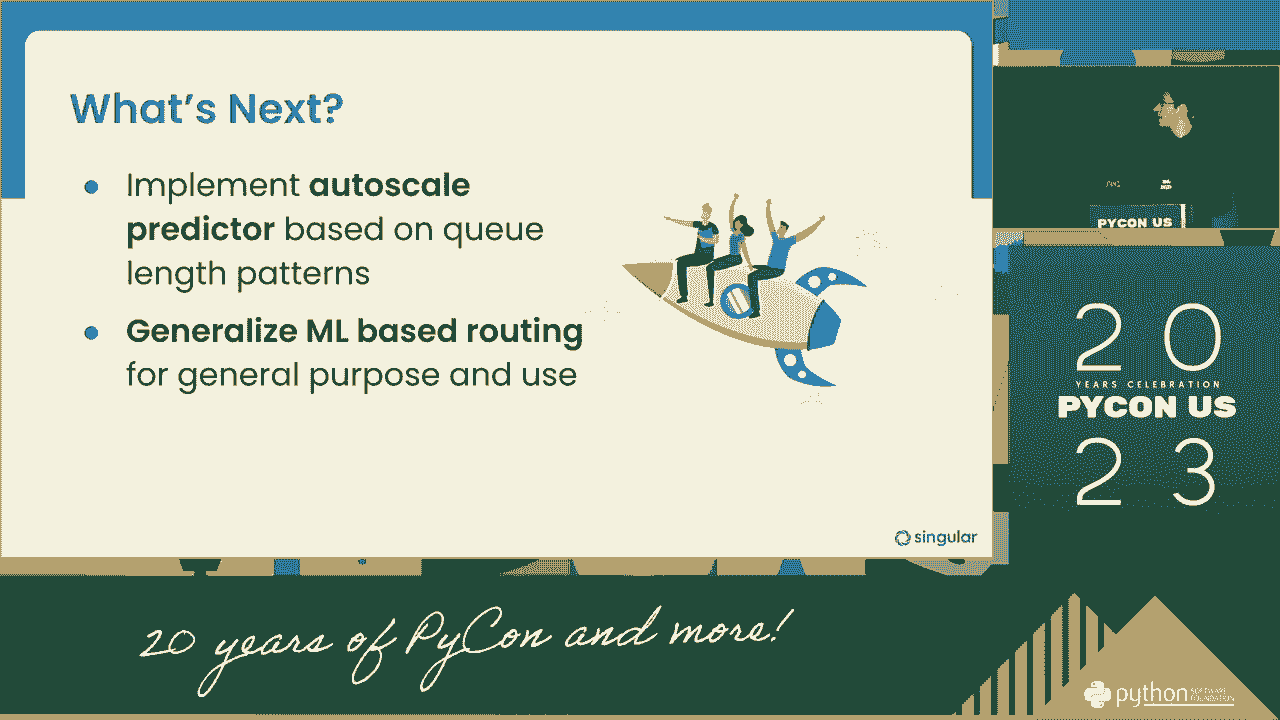 What's Next?
● Implement autoscale
predictor based on queue
length patterns
● Generalize ML based routing
for general purpose and use
singular
PYCON US
20
YEARS CELEBRATION
PYCON US
23
20 years of PyCon and more!
python SOFTWARE
FOUNDATION